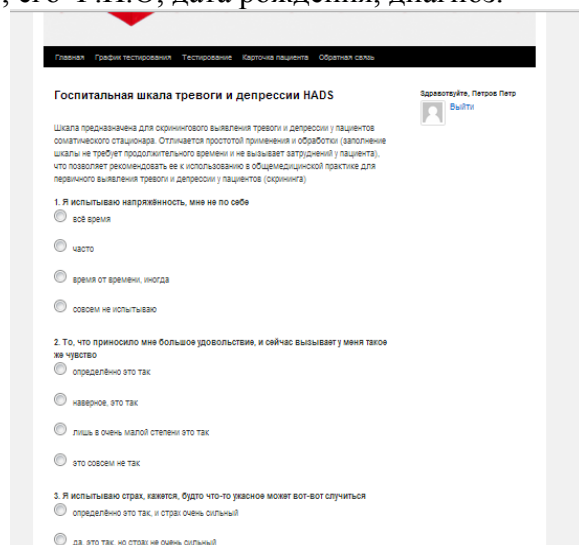 , его Ф.И.О, дата рождения, диагноз.
Главная График тестирования Тестирование Карточка пациента Обратная связь
Госпитальная шкала тревоги и депрессии HADS
Здравствуйте, Петров Петр
Выйти
Шкала предназначена для скринингового выявления тревоги и депрессии у пациентов
соматического стационара. Отличается простотой применения и обработки (заполнение
шкалы не требует продолжительного времени и не вызывает затруднений у пациента),
что позволяет рекомендовать ее к использованию в общемедицинской практике для
первичного выявления тревоги и депрессии у пациентов (скрининга)
1. Я испытываю напряжённость, мне не по себе
всё время
часто
время от времени, иногда
совсем не испытываю
2. То, что приносило мне большое удовольствие, и сейчас вызывает у меня такое
же чувство
определённо это так
наверное, это так
лишь в очень малой степени это так
это совсем не так
3. Я испытываю страх, кажется, будто что-то ужасное может вот-вот случиться
определённо это так, и страх очень сильный
да, это так, но страх не очень сильный